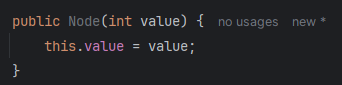 public Node(int value) { no usages new *
    this.value = value;
}